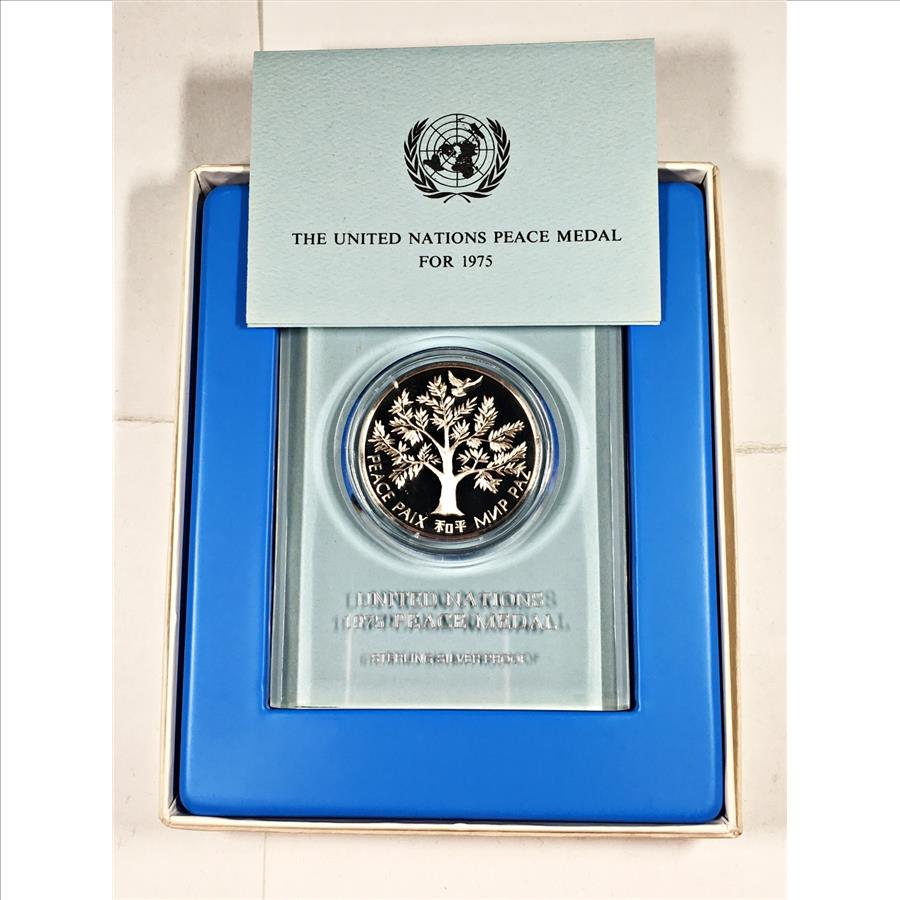 THE UNITED NATIONS PEACE MEDAL
FOR 1975
PEACE PAIX 和平 МИР PAZ
UNITED NATIONS
1975 PEACE MEDAL
STERLING SILVER PROOF